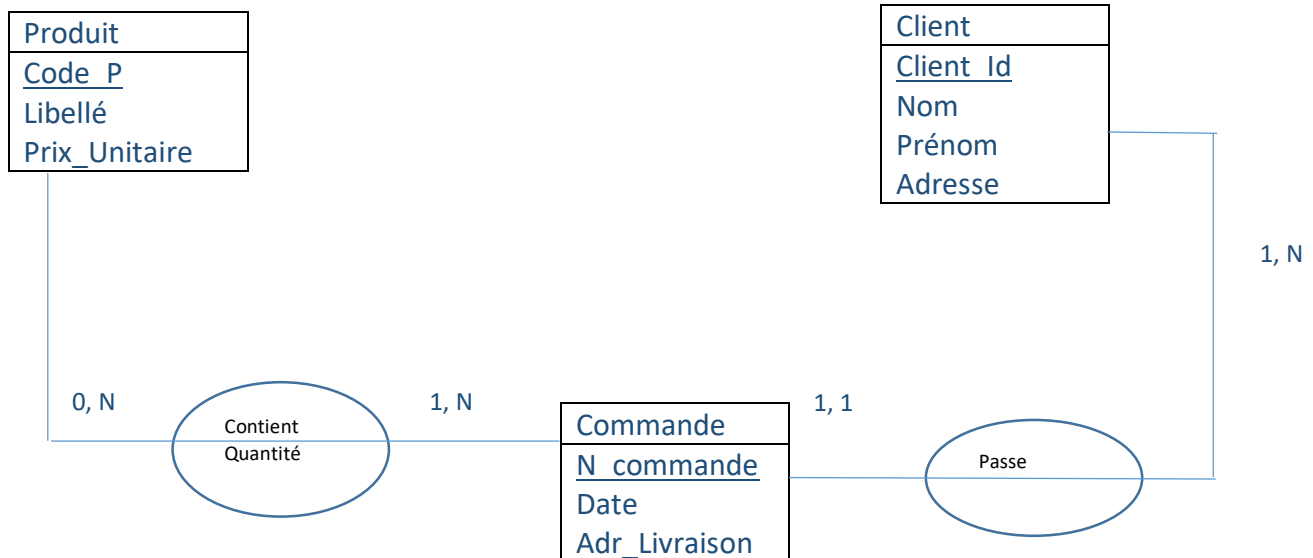 Produit
Code_P
Libellé
Prix_Unitaire
Client
Client_Id
Nom
Prénom
Adresse
1, N
0, N
Contient
Quantité
1, N
Commande
N_commande
Date
Adr_Livraison
1, 1
Passe